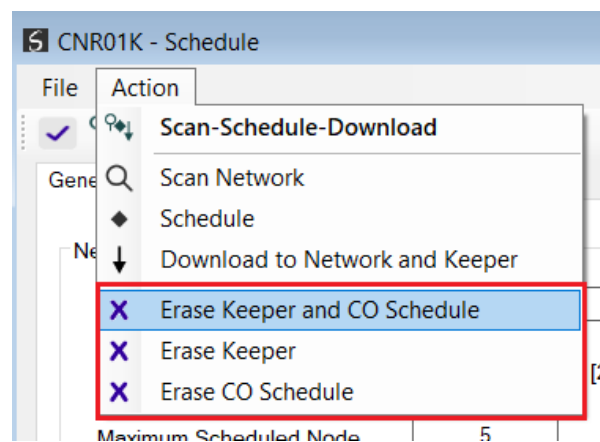 CNR01K - Schedule
File Action
Scan-Schedule-Download
Gene
Scan Network
Schedule
Ne
Download to Network and Keeper
Erase Keeper and CO Schedule
Erase Keeper
[2
Erase CO Schedule
Maximum Scheduled Node 5